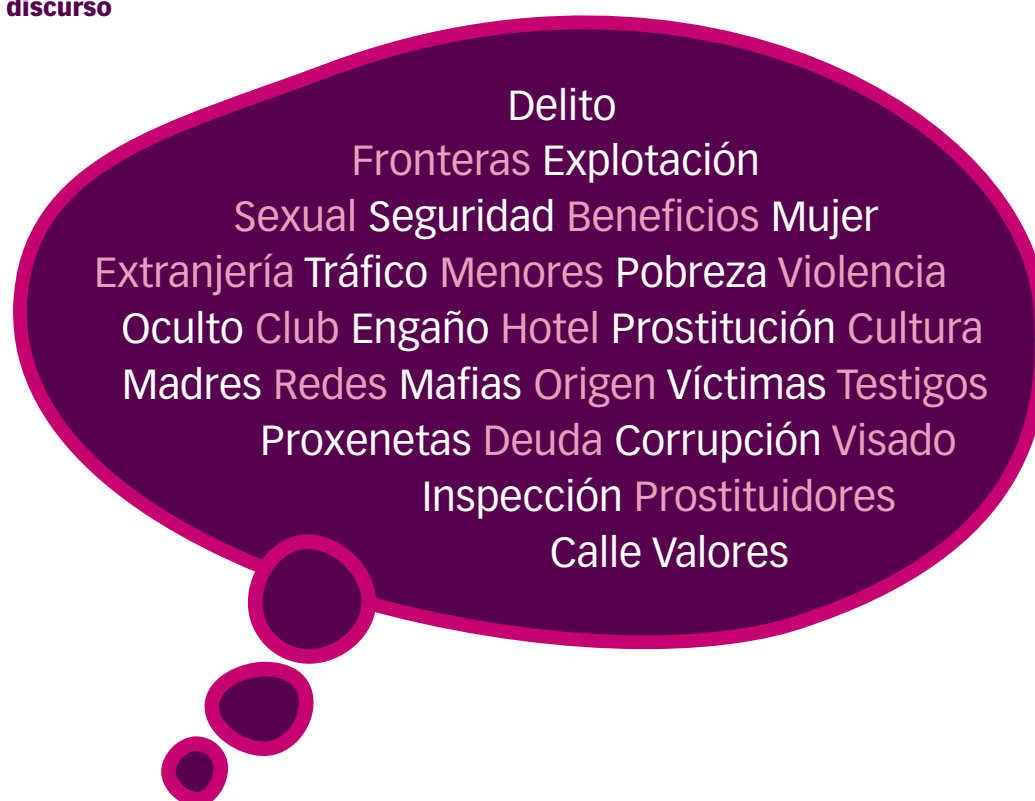 discurso
Delito
Fronteras Explotación
Sexual Seguridad Beneficios Mujer
Extranjería Tráfico Menores Pobreza Violencia
Oculto Club Engaño Hotel Prostitución Cultura
Madres Redes Mafias Origen Víctimas Testigos
Proxenetas Deuda Corrupción Visado
Inspección Prostituidores
Calle Valores